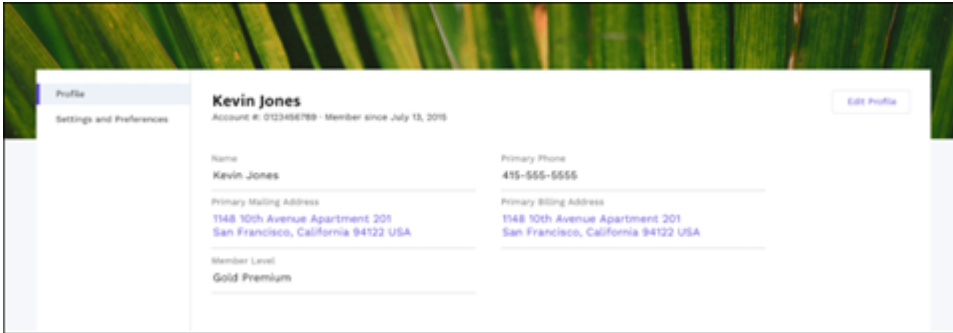 Profile
Settings and Preferences
Kevin Jones
Account #: 0123456789 · Member since July 13, 2015
Edit Profile
Name
Kevin Jones
Primary Phone
415-555-5555
Primary Mailing Address
1148 10th Avenue Apartment 201
San Francisco, California 94122 USA
Primary Billing Address
1148 10th Avenue Apartment 201
San Francisco, California 94122 USA
Member Level
Gold Premium